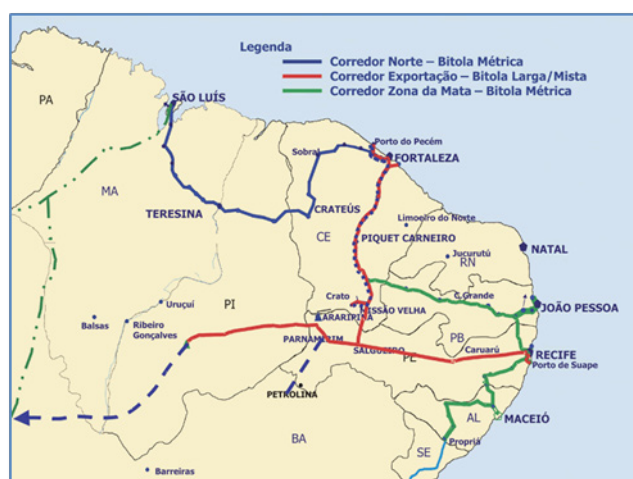 Legenda
Corredor Norte – Bitola Métrica
Corredor Exportação – Bitola Larga/Mista
Corredor Zona da Mata – Bitola Métrica
PA
SÃO LUÍS
Porto do Pecém
FORTALEZA
Sobral
MA
TERESINA
CRATEÚS
Limoeiro do Norte
CE
PIQUET CARNEIRO
NATAL
Jucurutú
RN
Uruçuí
PI
Crato
MISSÃO VELHA
C.Grande
JOÃO PESSOA
Balsas
Ribeiro
Gonçalves
ARARIPINA
PB
PARNAMIRIM
SALGUEIRO
PE
Caruarú
RECIFE
Porto de Suape
PETROLINA
AL
MACEIÓ
BA
Propriá
SE
Barreiras